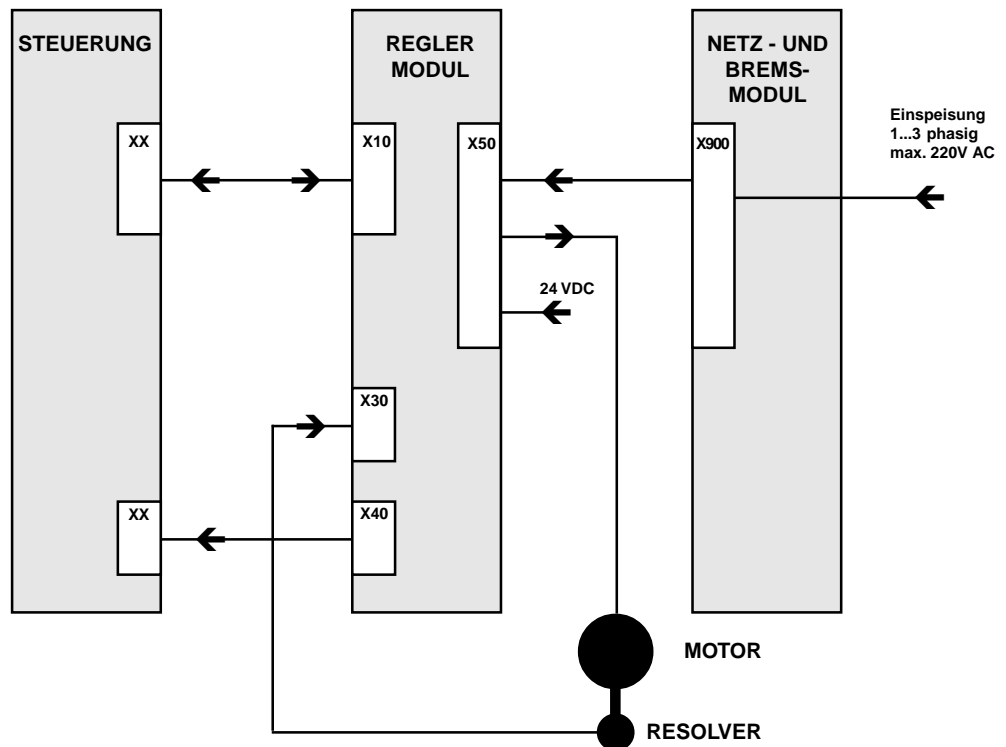 STEUERUNG
REGLER
MODUL
NETZ - UND
BREMS-
MODUL
Einspeisung
1...3 phasig
max. 220V AC
XX
X10
X50
X900
24 VDC
X30
XX
X40
MOTOR
RESOLVER